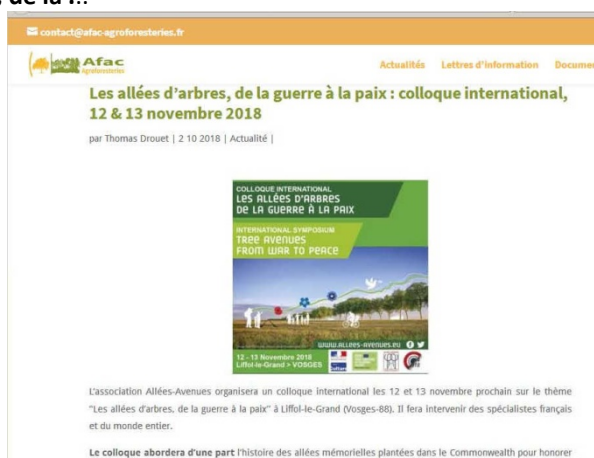 de la
contact@afac-agroforesteries.fr
Afac
Agroforesteries
Actualités Lettres d'information Docume
Les allées d'arbres, de la guerre à la paix : colloque international,
12 & 13 novembre 2018
par Thomas Drouet | 2 10 2018 | Actualité |
COLLOQUE INTERNATIONAL
LES ALLÉES D'ARBRES
DE LA GUERRE À LA PAIX
INTERNATIONAL SYMPOSIUM
TREE AVENUES
FROM WAR TO PEACE
WWW.ALLEES-AVENUES.EU
12 - 13 Novembre 2018
Liffol-le-Grand > VOSGES
L'association Allées-Avenues organisera un colloque international les 12 et 13 novembre prochain sur le thème
"Les allées d'arbres, de la guerre à la paix" à Liffol-le-Grand (Vosges-88). Il fera intervenir des spécialistes français
et du monde entier.
Le colloque abordera d'une part l'histoire des allées mémorielles plantées dans le Commonwealth pour honorer